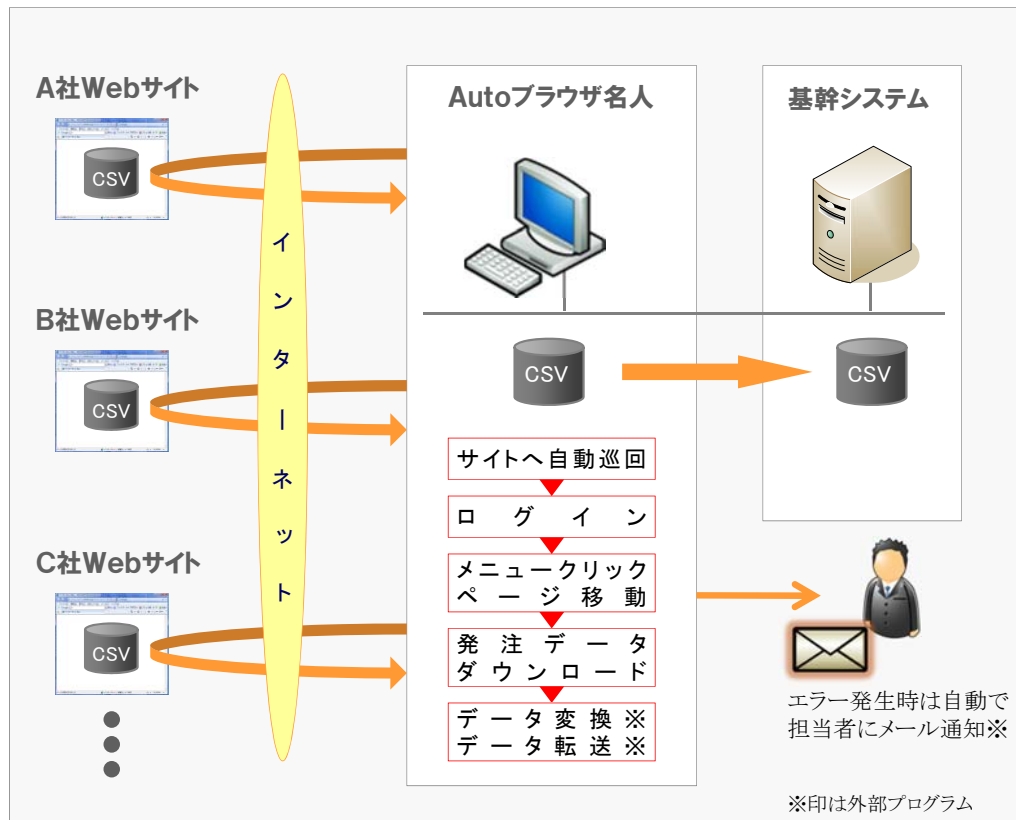 A社Webサイト
CSV
B社Webサイト
CSV
C社Webサイト
CSV
インターネット
Autoブラウザ名人
CSV
サイトへ自動巡回
ログイン
メニュークリック
ページ移動
発注データ
ダウンロード
データ変換※
データ転送※
基幹システム
CSV
エラー発生時は自動で
担当者にメール通知※
※印は外部プログラム